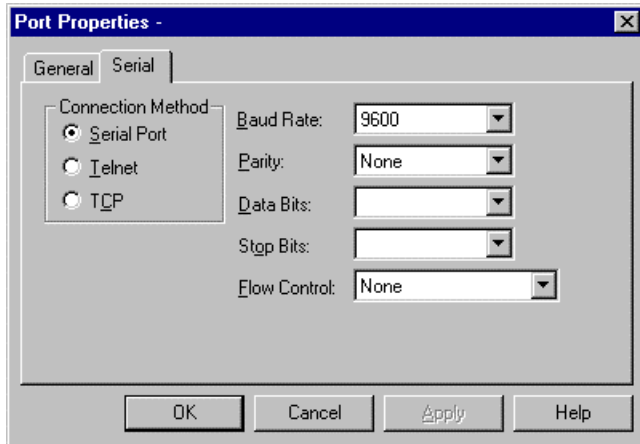 Port Properties -
General Serial
Connection Method
Serial Port
Telnet
TCP
Baud Rate: 9600
Parity: None
Data Bits:
Stop Bits:
Flow Control: None
OK Cancel Apply Help